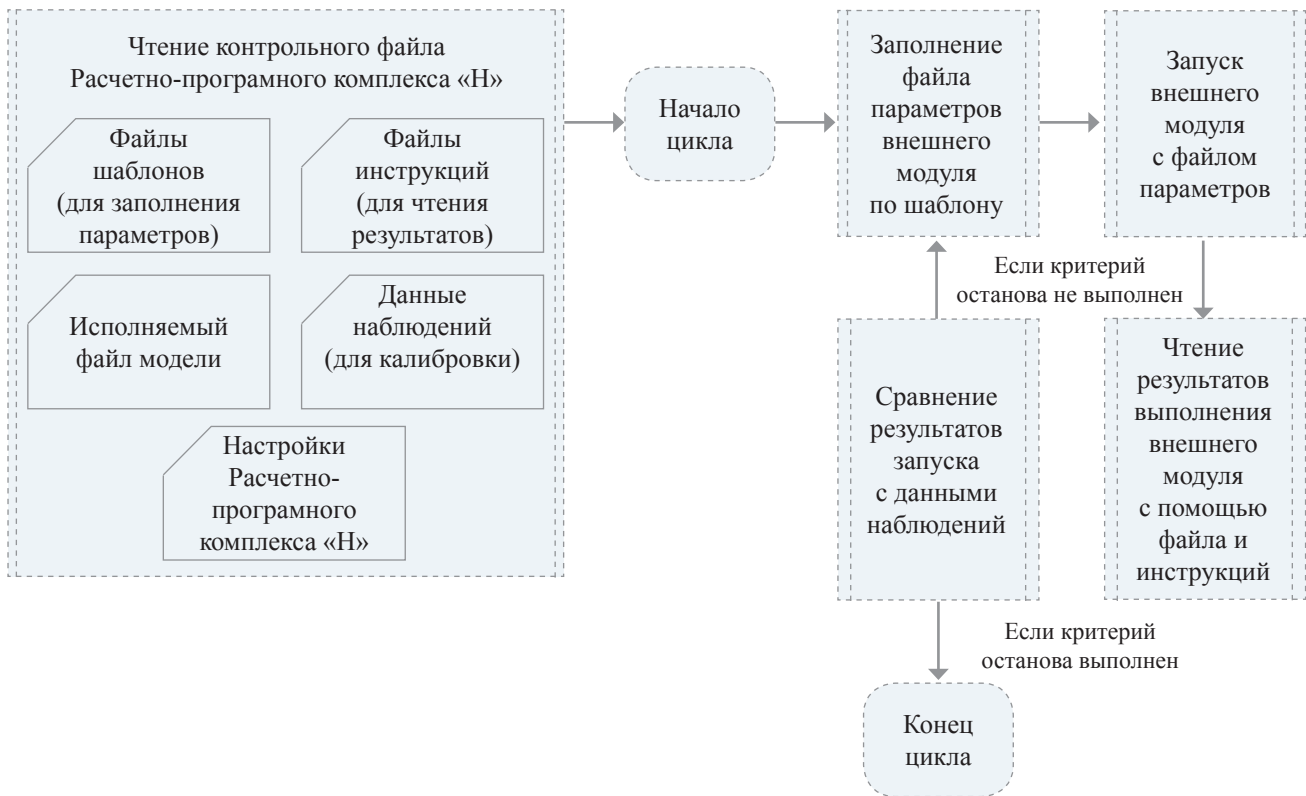 Чтение контрольного файла
Расчетно-програмного комплекса «Н»
Файлы
шаблонов
(для заполнения
параметров)
Файлы
инструкций
(для чтения
результатов)
Исполняемый
файл модели
Данные
наблюдений
(для калибровки)
Настройки
Расчетно-
програмного
комплекса «Н»
Начало
цикла
Заполнение
файла
параметров
внешнего
модуля
по шаблону
Запуск
внешнего
модуля
с файлом
параметров
Если критерий
останова не выполнен
Сравнение
результатов
запуска
с данными
наблюдений
Чтение
результатов
выполнения
внешнего
модуля
с помощью
файла и
инструкций
Если критерий
останова выполнен
Конец
цикла